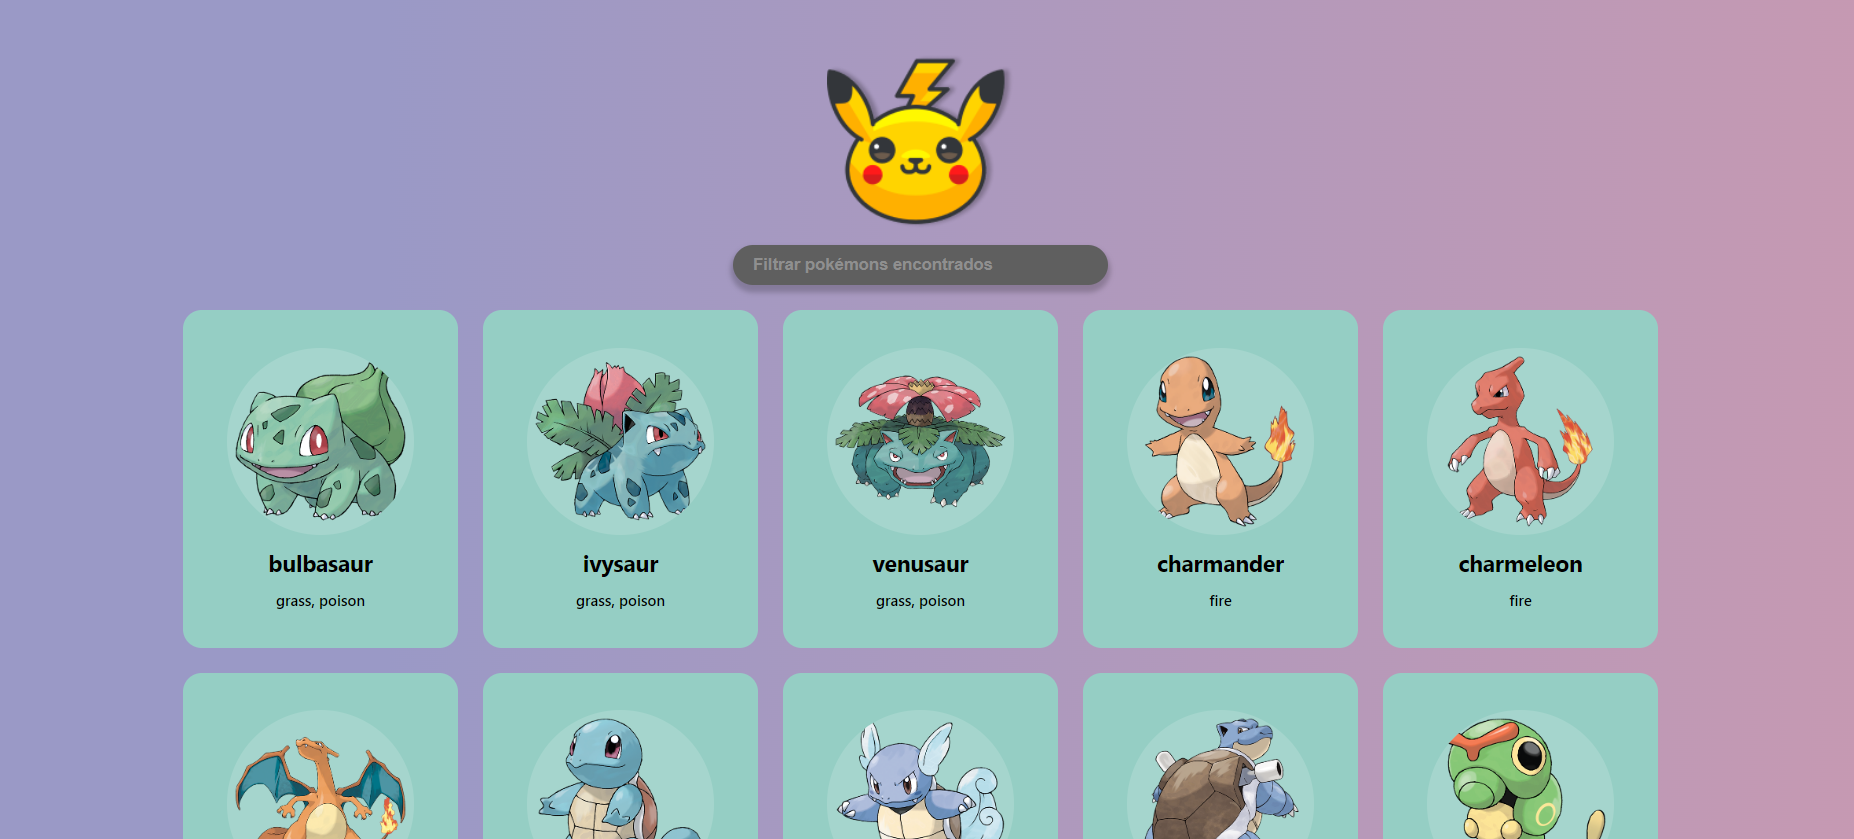 Filtrar pokémons encontrados
bulbasaur
ivysaur
venusaur
charmander
charmeleon
grass, poison
grass, poison
grass, poison
fire
fire